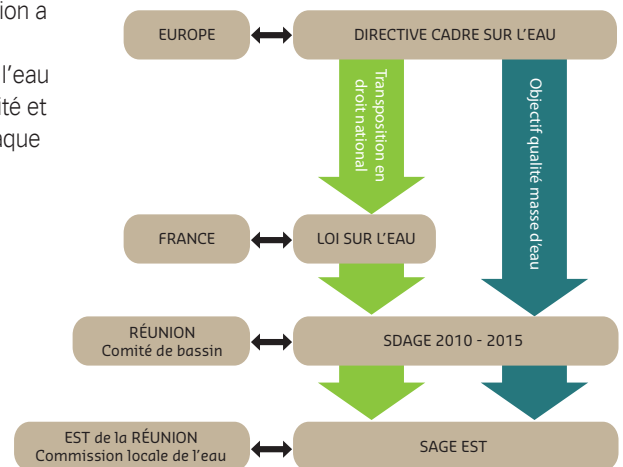 ion a
l'eau
ité et
aque
EUROPE
DIRECTIVE CADRE SUR L'EAU
Transposition en
droit national
Objectif qualité masse d'eau
FRANCE
LOI SUR L'EAU
RÉUNION
Comité de bassin
SDAGE 2010 - 2015
EST de la RÉUNION
Commission locale de l'eau
SAGE EST